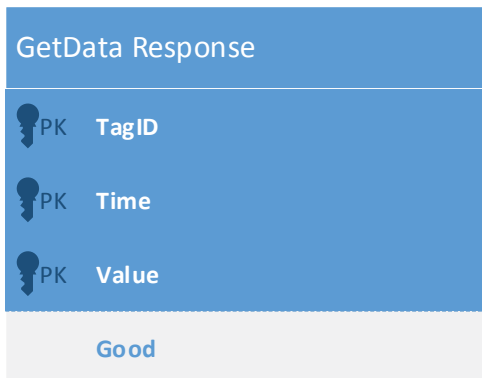 GetData Response
PK TagID
PK Time
PK Value
Good